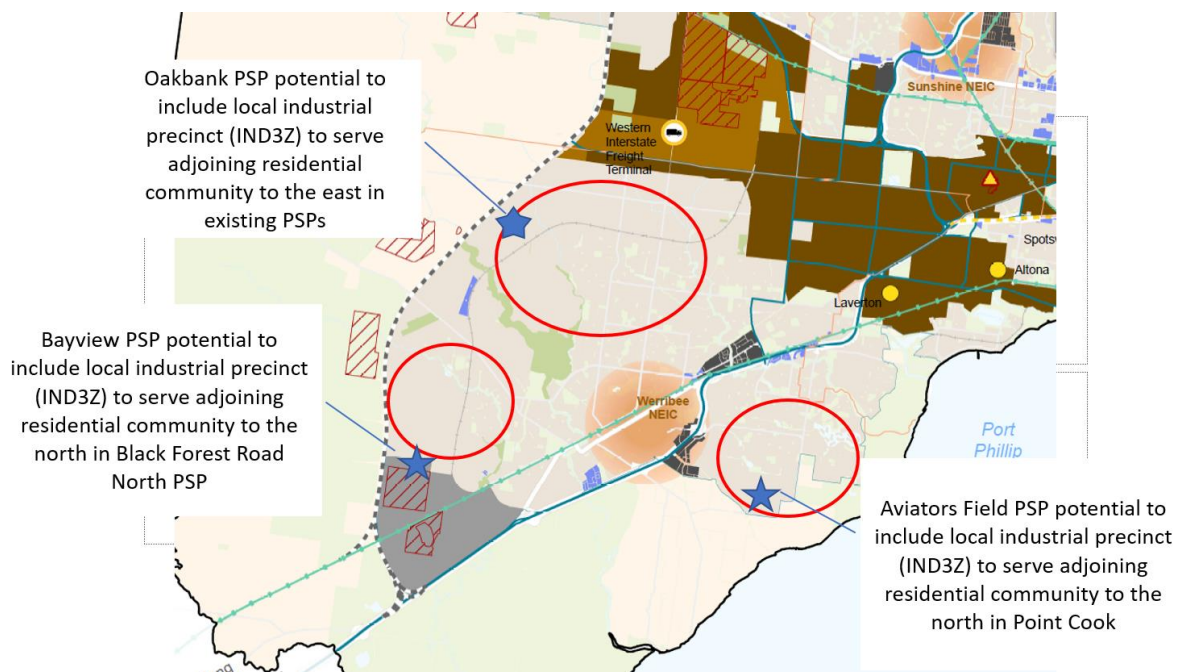 Oakbank PSP potential to
include local industrial
precinct (IND3Z) to serve
adjoining residential
community to the east in
existing PSPs
Sunshine NEIC
Western
Interstate
Freight
Terminal
Altona
Laverton
Bayview PSP potential to
include local industrial precinct
(IND3Z) to serve adjoining
residential community to the
north in Black Forest Road
North PSP
Werribee
NEIC
Port
Phillip
Aviators Field PSP potential to
include local industrial precinct
(IND3Z) to serve adjoining
residential community to the
north in Point Cook